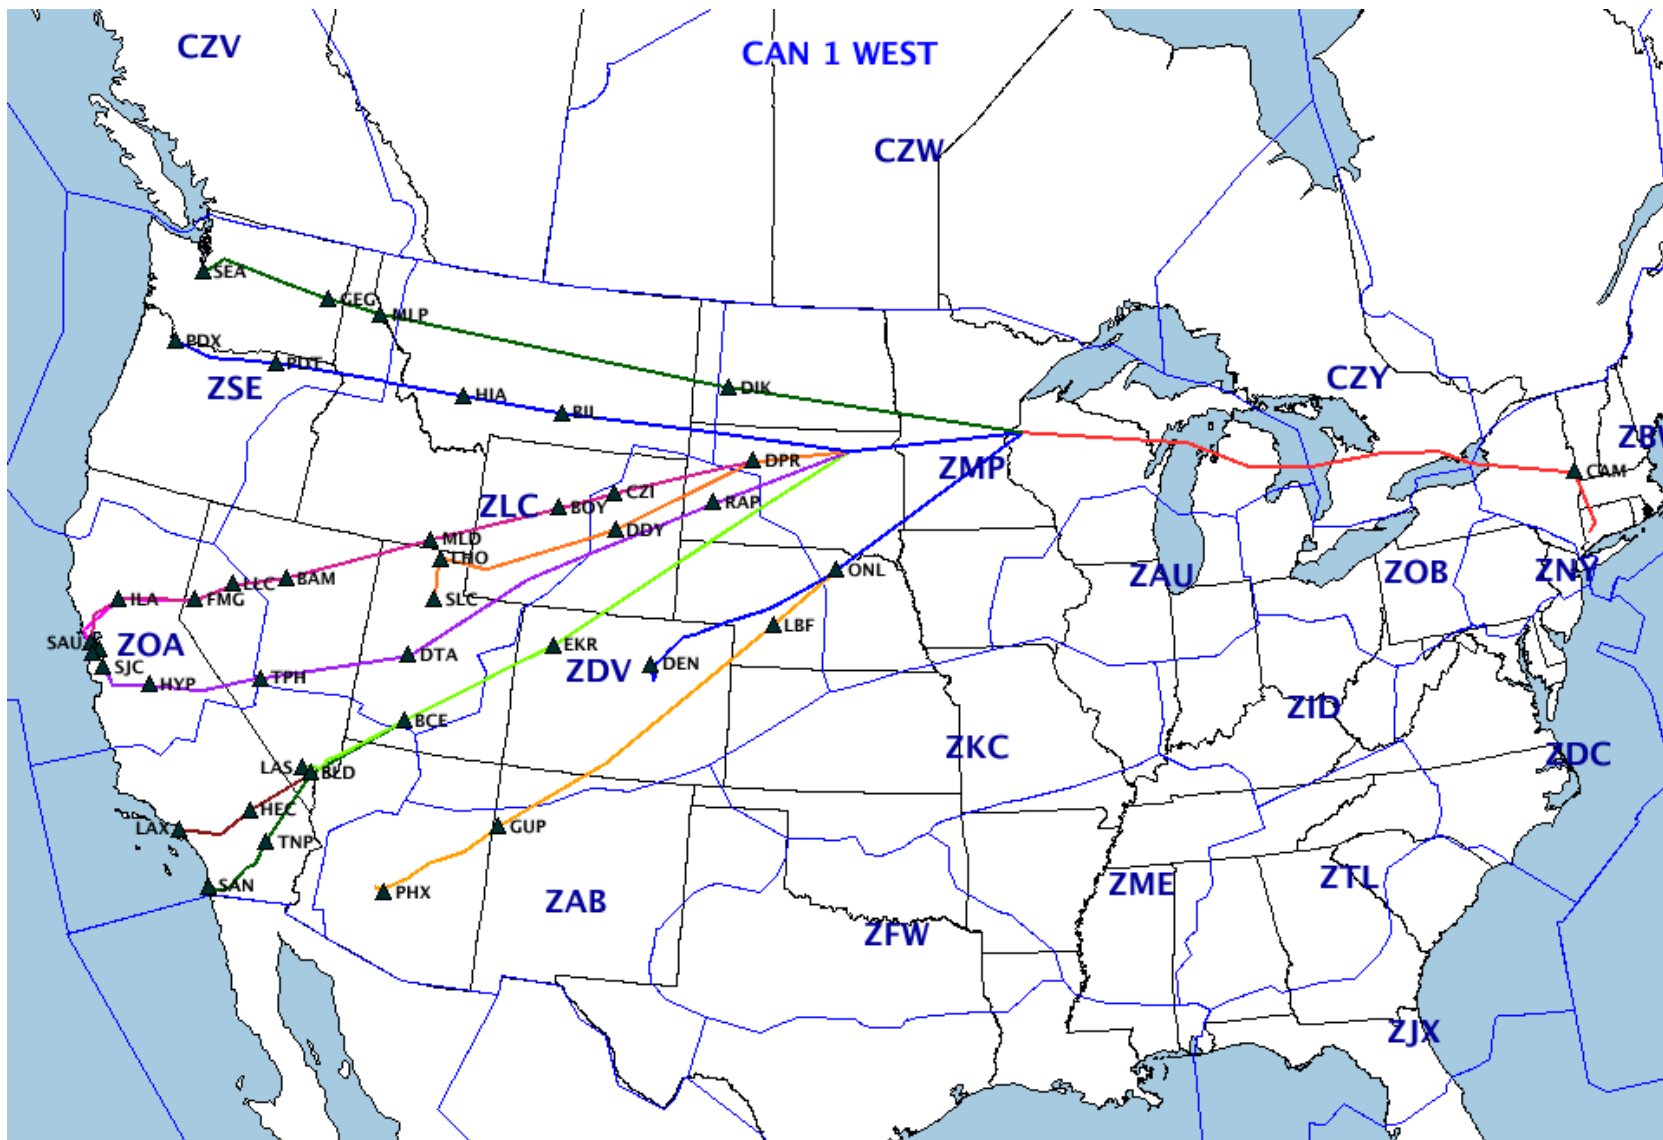 CZV
CAN 1 WEST
CZW
SEA
GEG
MLP
PDX
PDT
ZSE
HIA
BIL
DIK
CZY
ZBW
ZMP
CAM
DPR
CZI
ZLC
BOY
RAP
DDY
MLD
LHO
LLC
BAM
ILA
FMG
SLC
ONL
ZAU
ZOB
ZNY
SAU
ZOA
SJC
HYP
TPH
DTA
EKR
ZDV
DEN
LBF
BCE
ZID
ZKC
ZDC
LAS
BLD
HEC
LAX
TNP
GUP
SAN
PHX
ZAB
ZME
ZTL
ZFW
ZJX